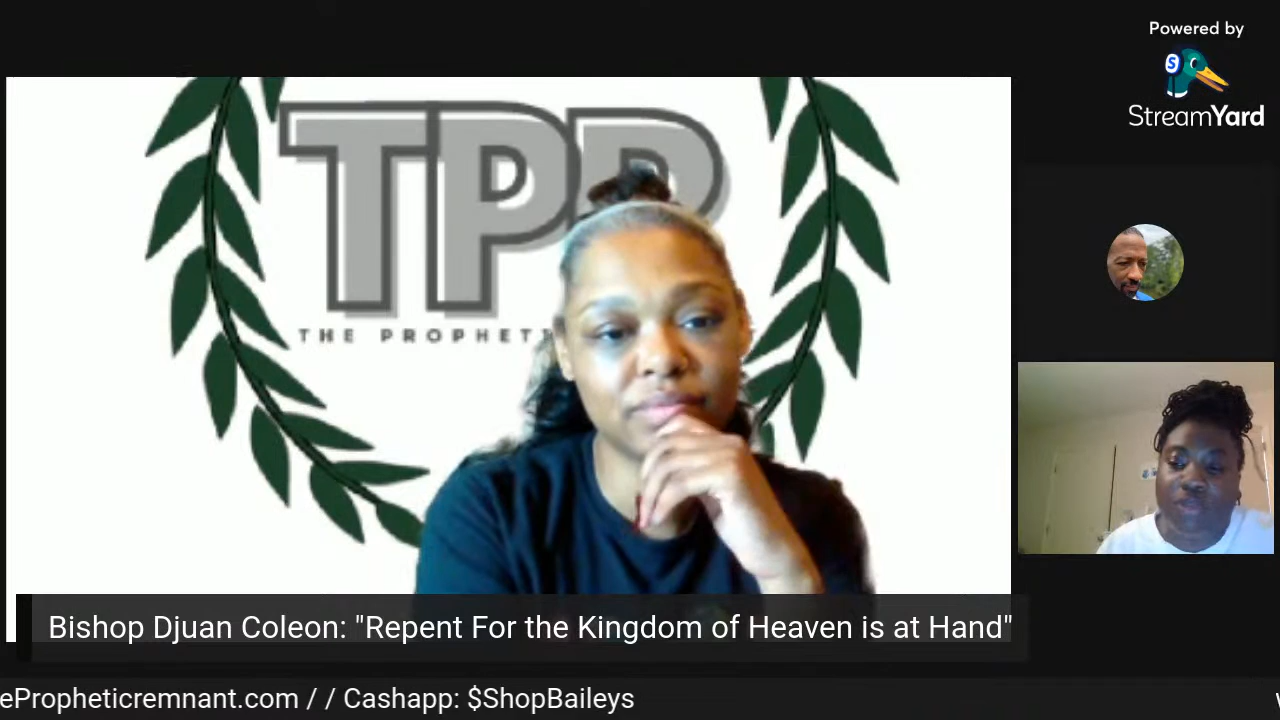 Powered by
StreamYard
TPR
THE PROPHETI
Bishop Djuan Coleon: "Repent For the Kingdom of Heaven is at Hand"
ePropheticremnant.com / / Cashapp: $ShopBaileys